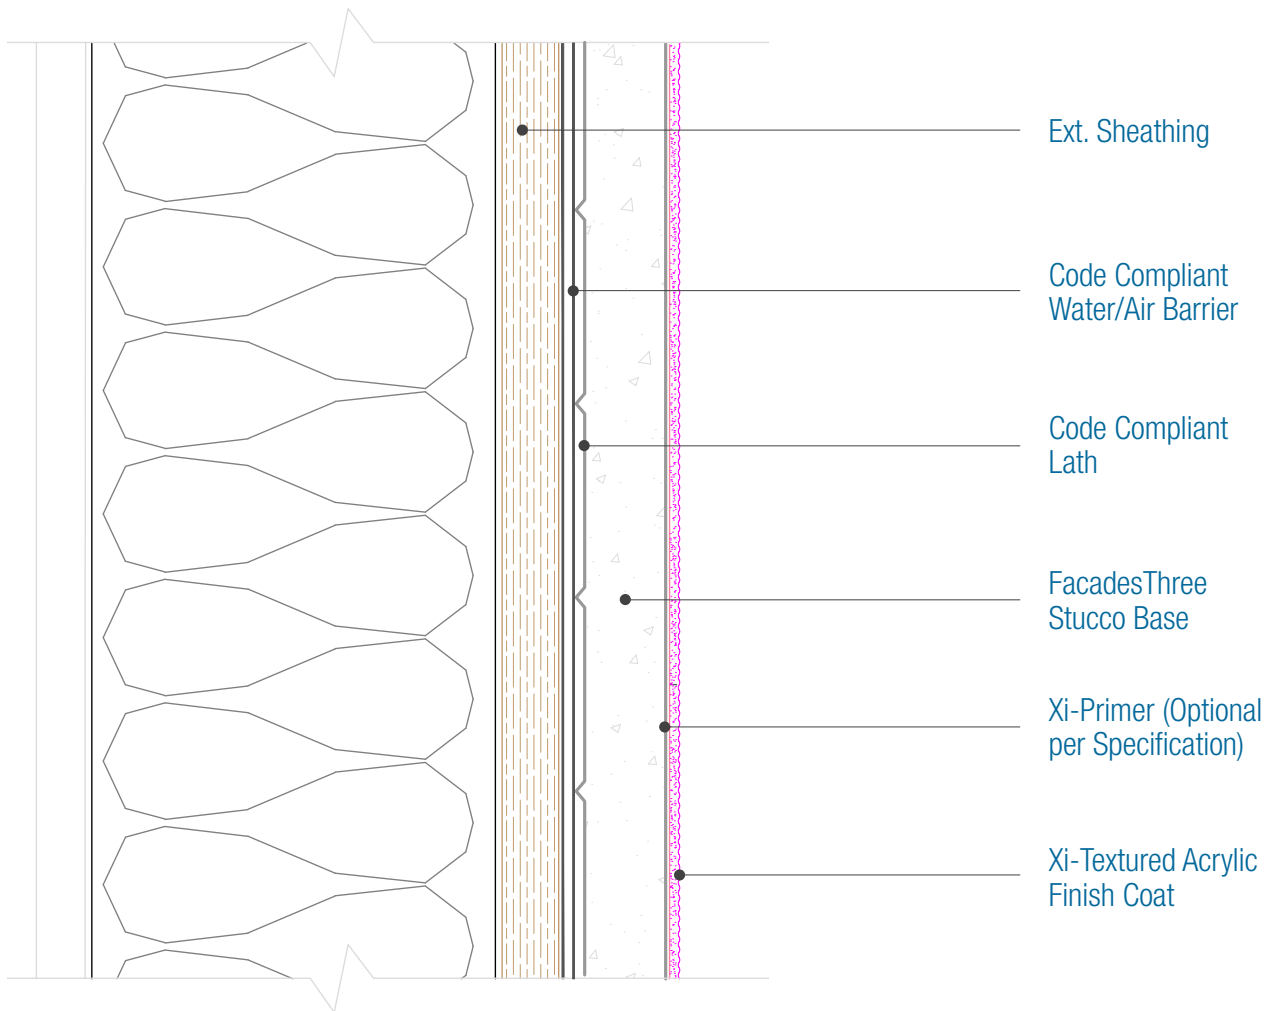 Ext. Sheathing
Code Compliant
Water/Air Barrier
Code Compliant
Lath
FacadesThree
Stucco Base
Xi-Primer (Optional
per Specification)
Xi-Textured Acrylic
Finish Coat